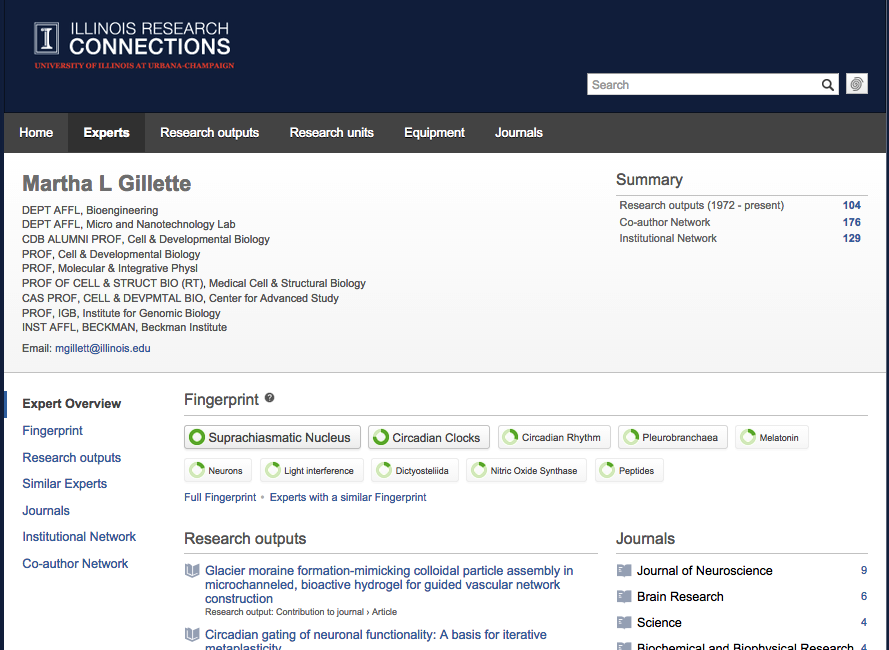 I ILLINOIS RESEARCH
CONNECTIONS
UNIVERSITY OF ILLINOIS AT URBANA-CHAMPAIGN
Search
Home Experts Research outputs Research units Equipment Journals
Martha L Gillette
DEPT AFFL, Bioengineering
DEPT AFFL, Micro and Nanotechnology Lab
CDB ALUMNI PROF, Cell & Developmental Biology
PROF, Cell & Developmental Biology
PROF, Molecular & Integrative Physl
PROF OF CELL & STRUCT BIO (RT), Medical Cell & Structural Biology
CAS PROF, CELL & DEVPMTAL BIO, Center for Advanced Study
PROF, IGB, Institute for Genomic Biology
INST AFFL, BECKMAN, Beckman Institute
Email: mgillett@illinois.edu
Summary
Research outputs (1972 - present) 104
Co-author Network 176
Institutional Network 129
Expert Overview
Fingerprint
Research outputs
Similar Experts
Journals
Institutional Network
Co-author Network
Fingerprint ?
Suprachiasmatic Nucleus Circadian Clocks Circadian Rhythm Pleurobranchaea Melatonin
Neurons Light interference Dictyosteliida Nitric Oxide Synthase Peptides
Full Fingerprint • Experts with a similar Fingerprint
Research outputs
Glacier moraine formation-mimicking colloidal particle assembly in
microchanneled, bioactive hydrogel for guided vascular network
construction
Research output: Contribution to journal › Article
Circadian gating of neuronal functionality: A basis for iterative
metaplasticity
Journals
Journal of Neuroscience 9
Brain Research 6
Science 4
Biochemical and Biophysical Research 4